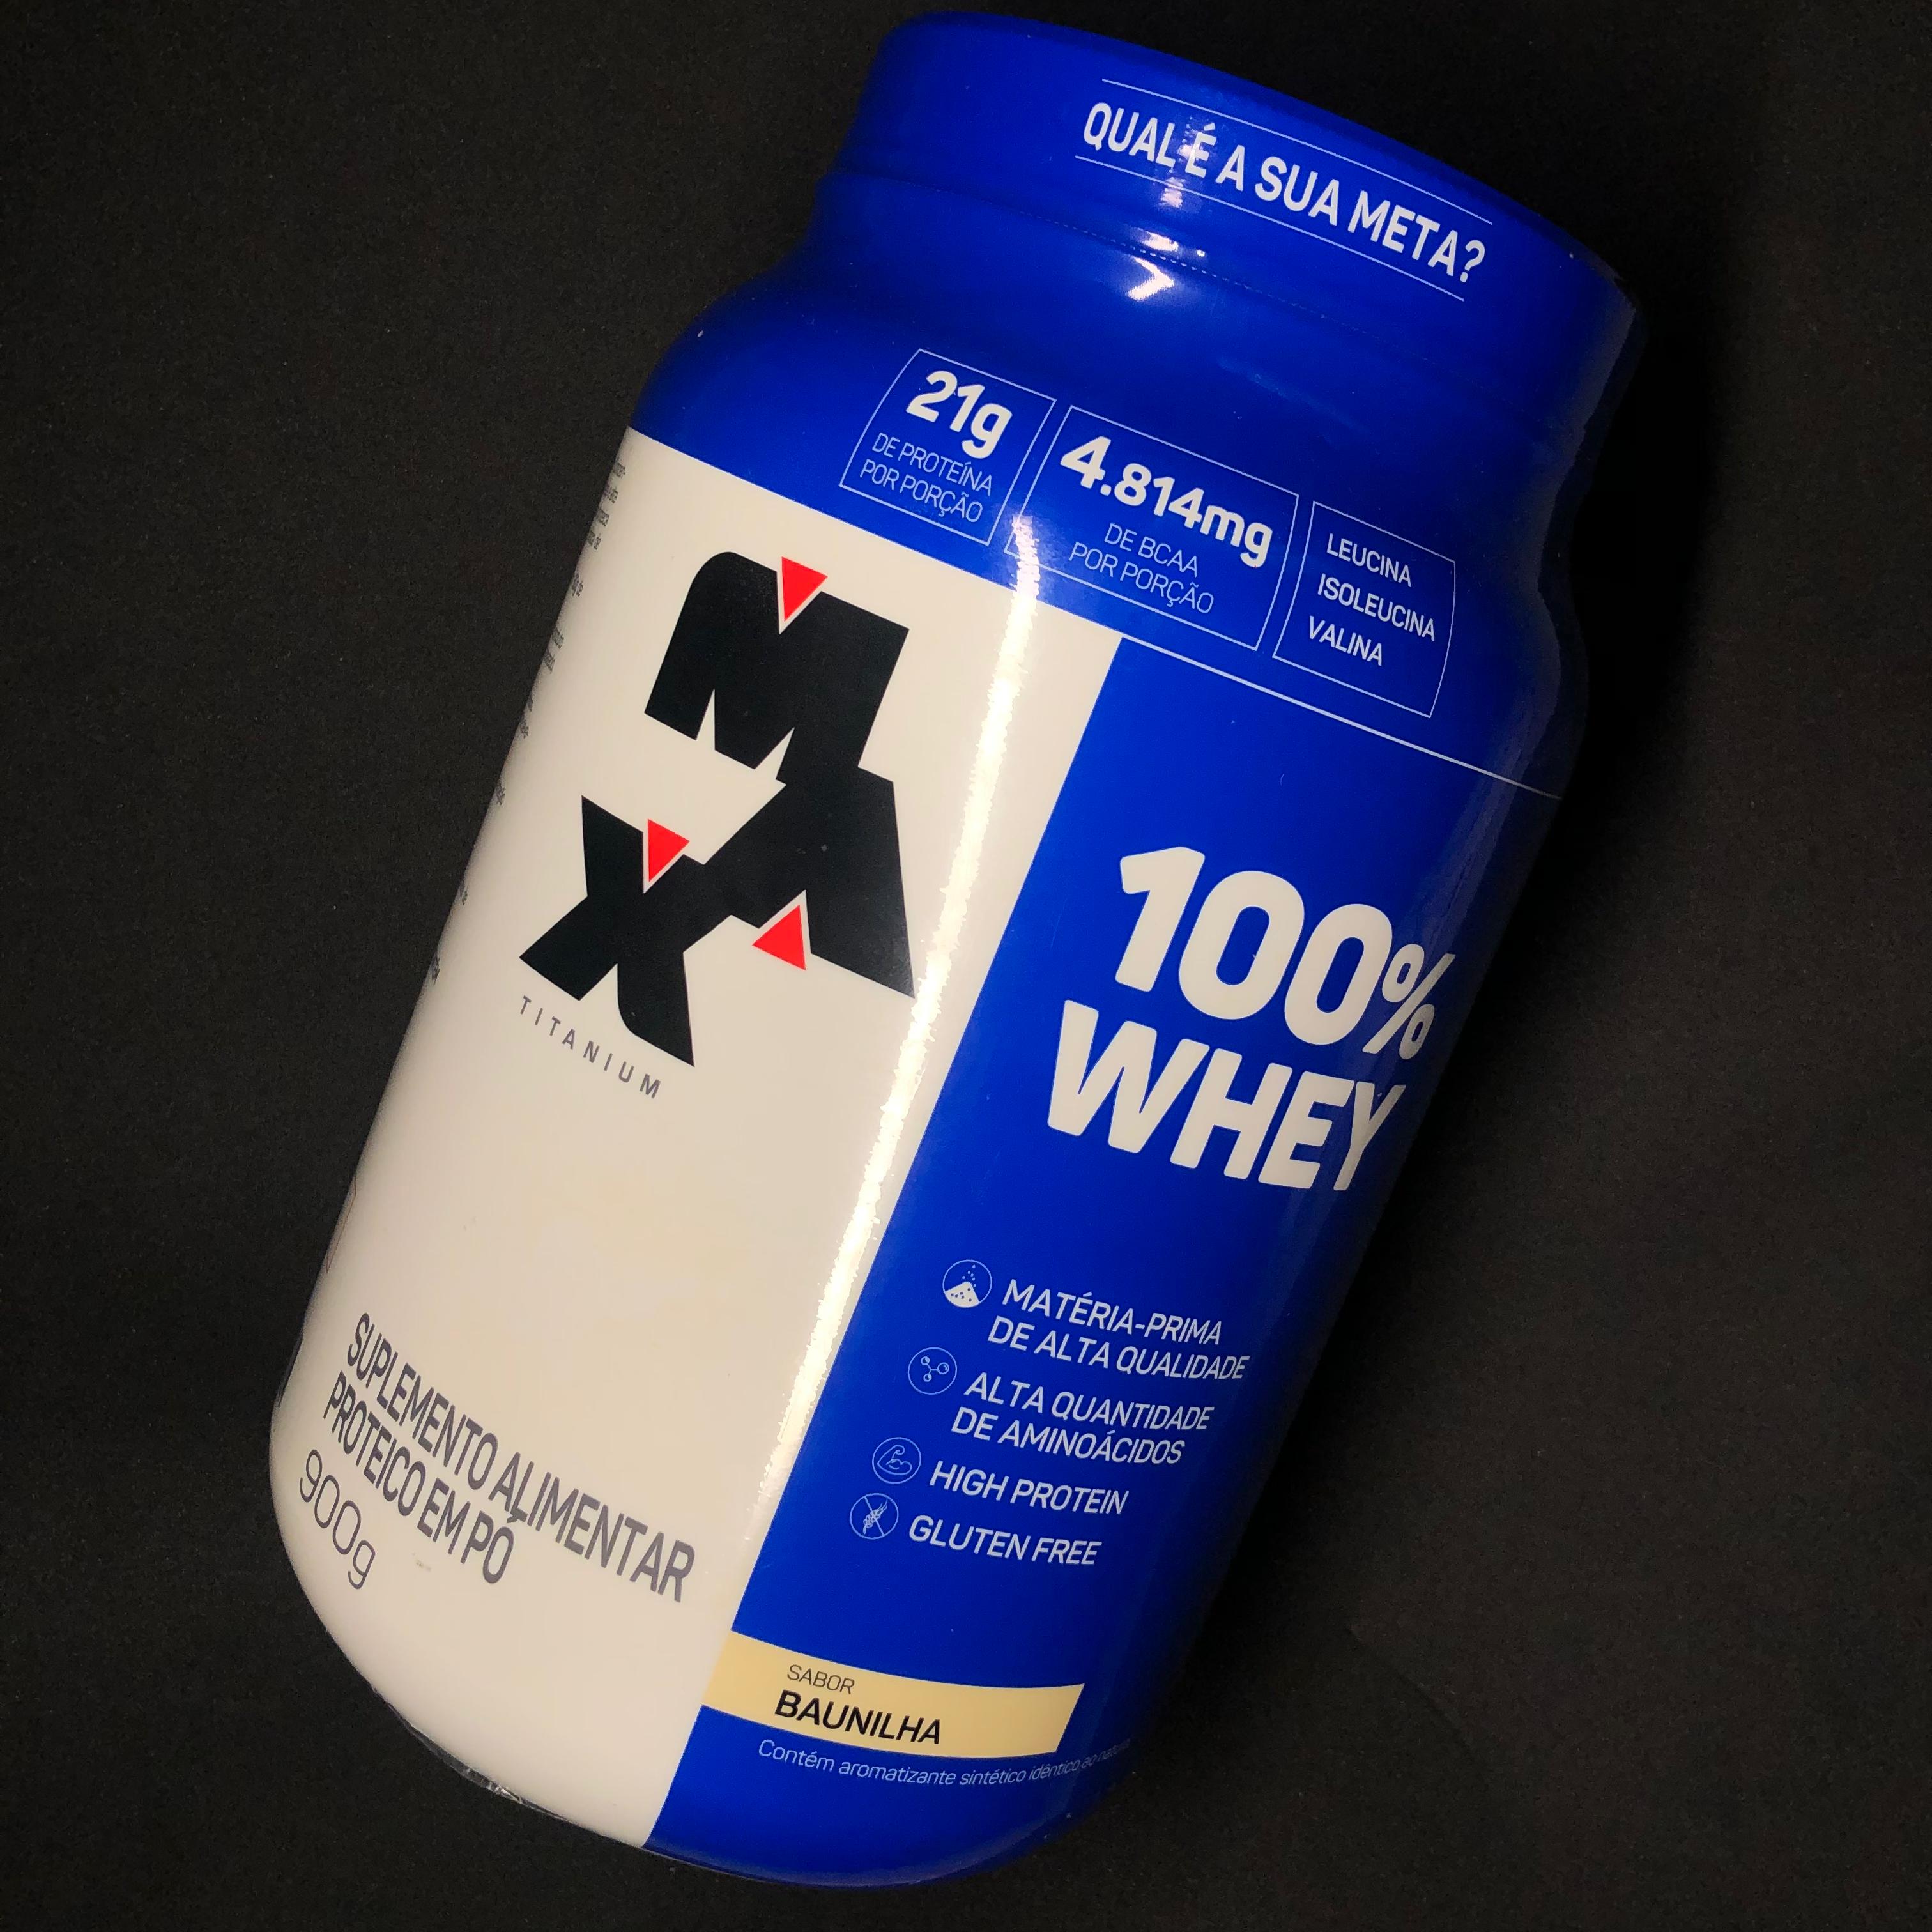 QUAL É A SUA META?
21g
DE PROTEÍNA
POR PORÇÃO
4.814mg
DE BCAA
POR PORÇÃO
LEUCINA
ISOLEUCINA
VALINA
MAX
TITANIUM
100%
WHEY
MATÉRIA-PRIMA
DE ALTA QUALIDADE
ALTA QUANTIDADE
DE AMINOÁCIDOS
HIGH PROTEIN
GLUTEN FREE
SUPLEMENTO ALIMENTAR
PROTEICO EM PÓ
900g
SABOR
BAUNILHA
Contém aromatizante sintético idêntico ao